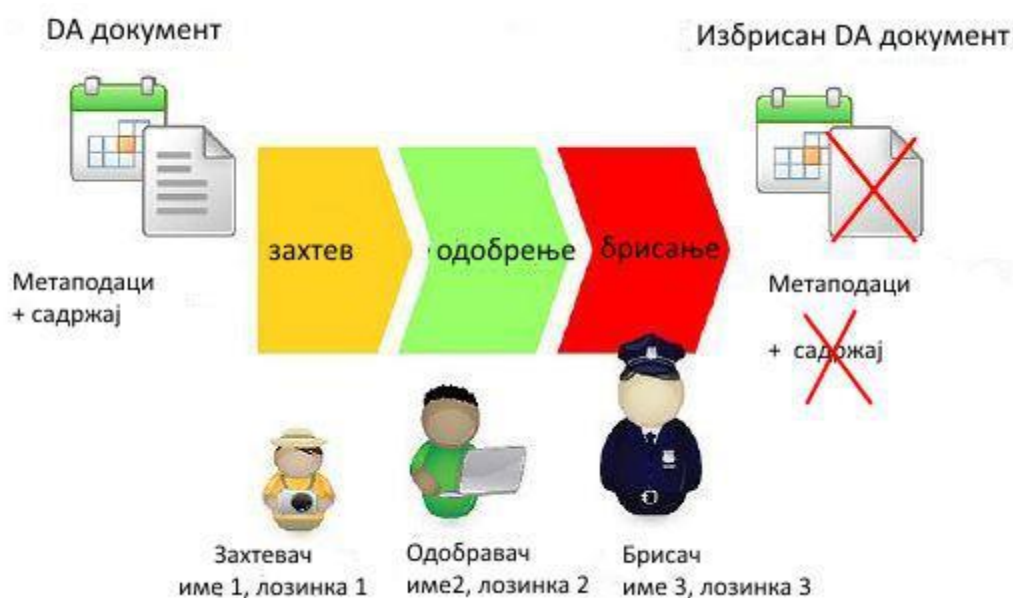 DA документ
Избрисан DA документ
захтев
одобрење
брисање
Метаподаци
+ садржај
Метаподаци
+ садржај
Захтевач
име 1, лозинка 1
Одобравач
име2, лозинка 2
Брисач
име 3, лозинка 3